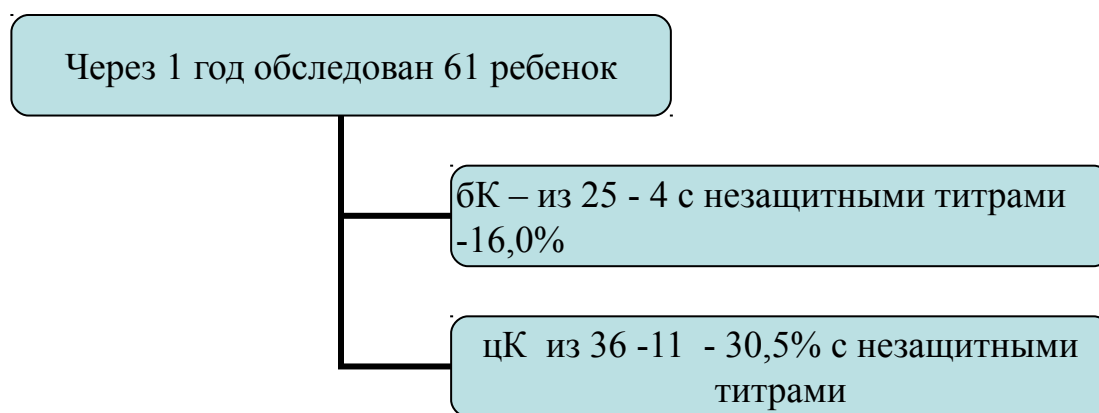 Через 1 год обследован 61 ребенок
бК – из 25 - 4 с незащитными титрами
-16,0%
цК из 36 -11 - 30,5% с незащитными
титрами